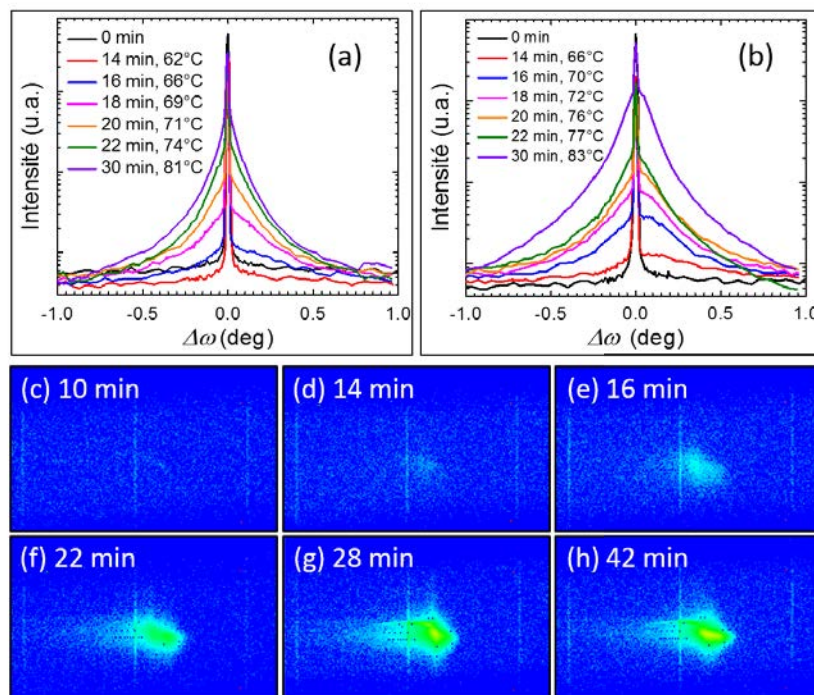 (a)
0 min
14 min, 62°C
16 min, 66°C
18 min, 69°C
20 min, 71°C
22 min, 74°C
30 min, 81°C
Intensité (u.a.)
-1.0 -0.5 0.0 0.5 1.0
Δω (deg)
(b)
0 min
14 min, 66°C
16 min, 70°C
18 min, 72°C
20 min, 76°C
22 min, 77°C
30 min, 83°C
Intensité (u.a.)
-1.0 -0.5 0.0 0.5 1.0
Δω (deg)
(c) 10 min
(d) 14 min
(e) 16 min
(f) 22 min
(g) 28 min
(h) 42 min